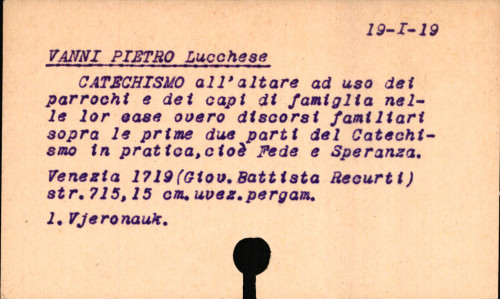 19-I-19
VANNI PIETRO Lucchese
CATECHISMO all'altare ad uso dei
parrochi e dei capi di famiglia nel-
le lor case overo discorsi familiari
sopra le prime due parti del Catechi-
smo in pratica,cioè Fede e Speranza.
Venezia 1719(Giov.Battista Recurti)
str.715,15 cm.uvez.pergam.
1.Vjeronauk.